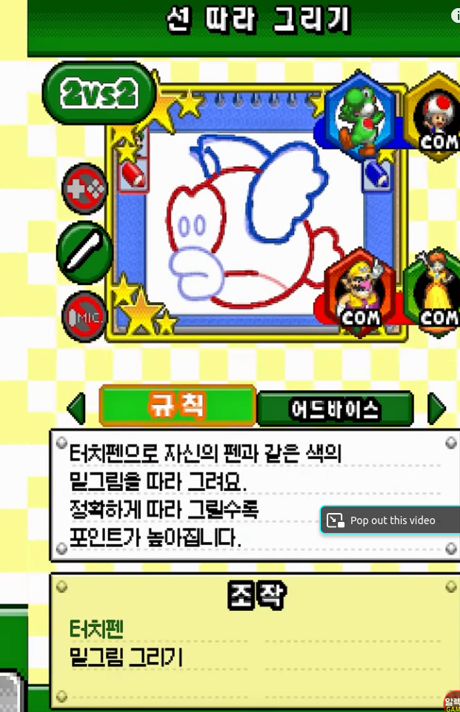 선 따라 그리기
2vs2
COM
MIC
COM
COM
규칙
어드바이스
터치펜으로 자신의 펜과 같은 색의
밑그림을 따라 그려요.
정확하게 따라 그릴수록
포인트가 높아집니다.
Pop out this video
조작
터치펜
밑그림 그리기